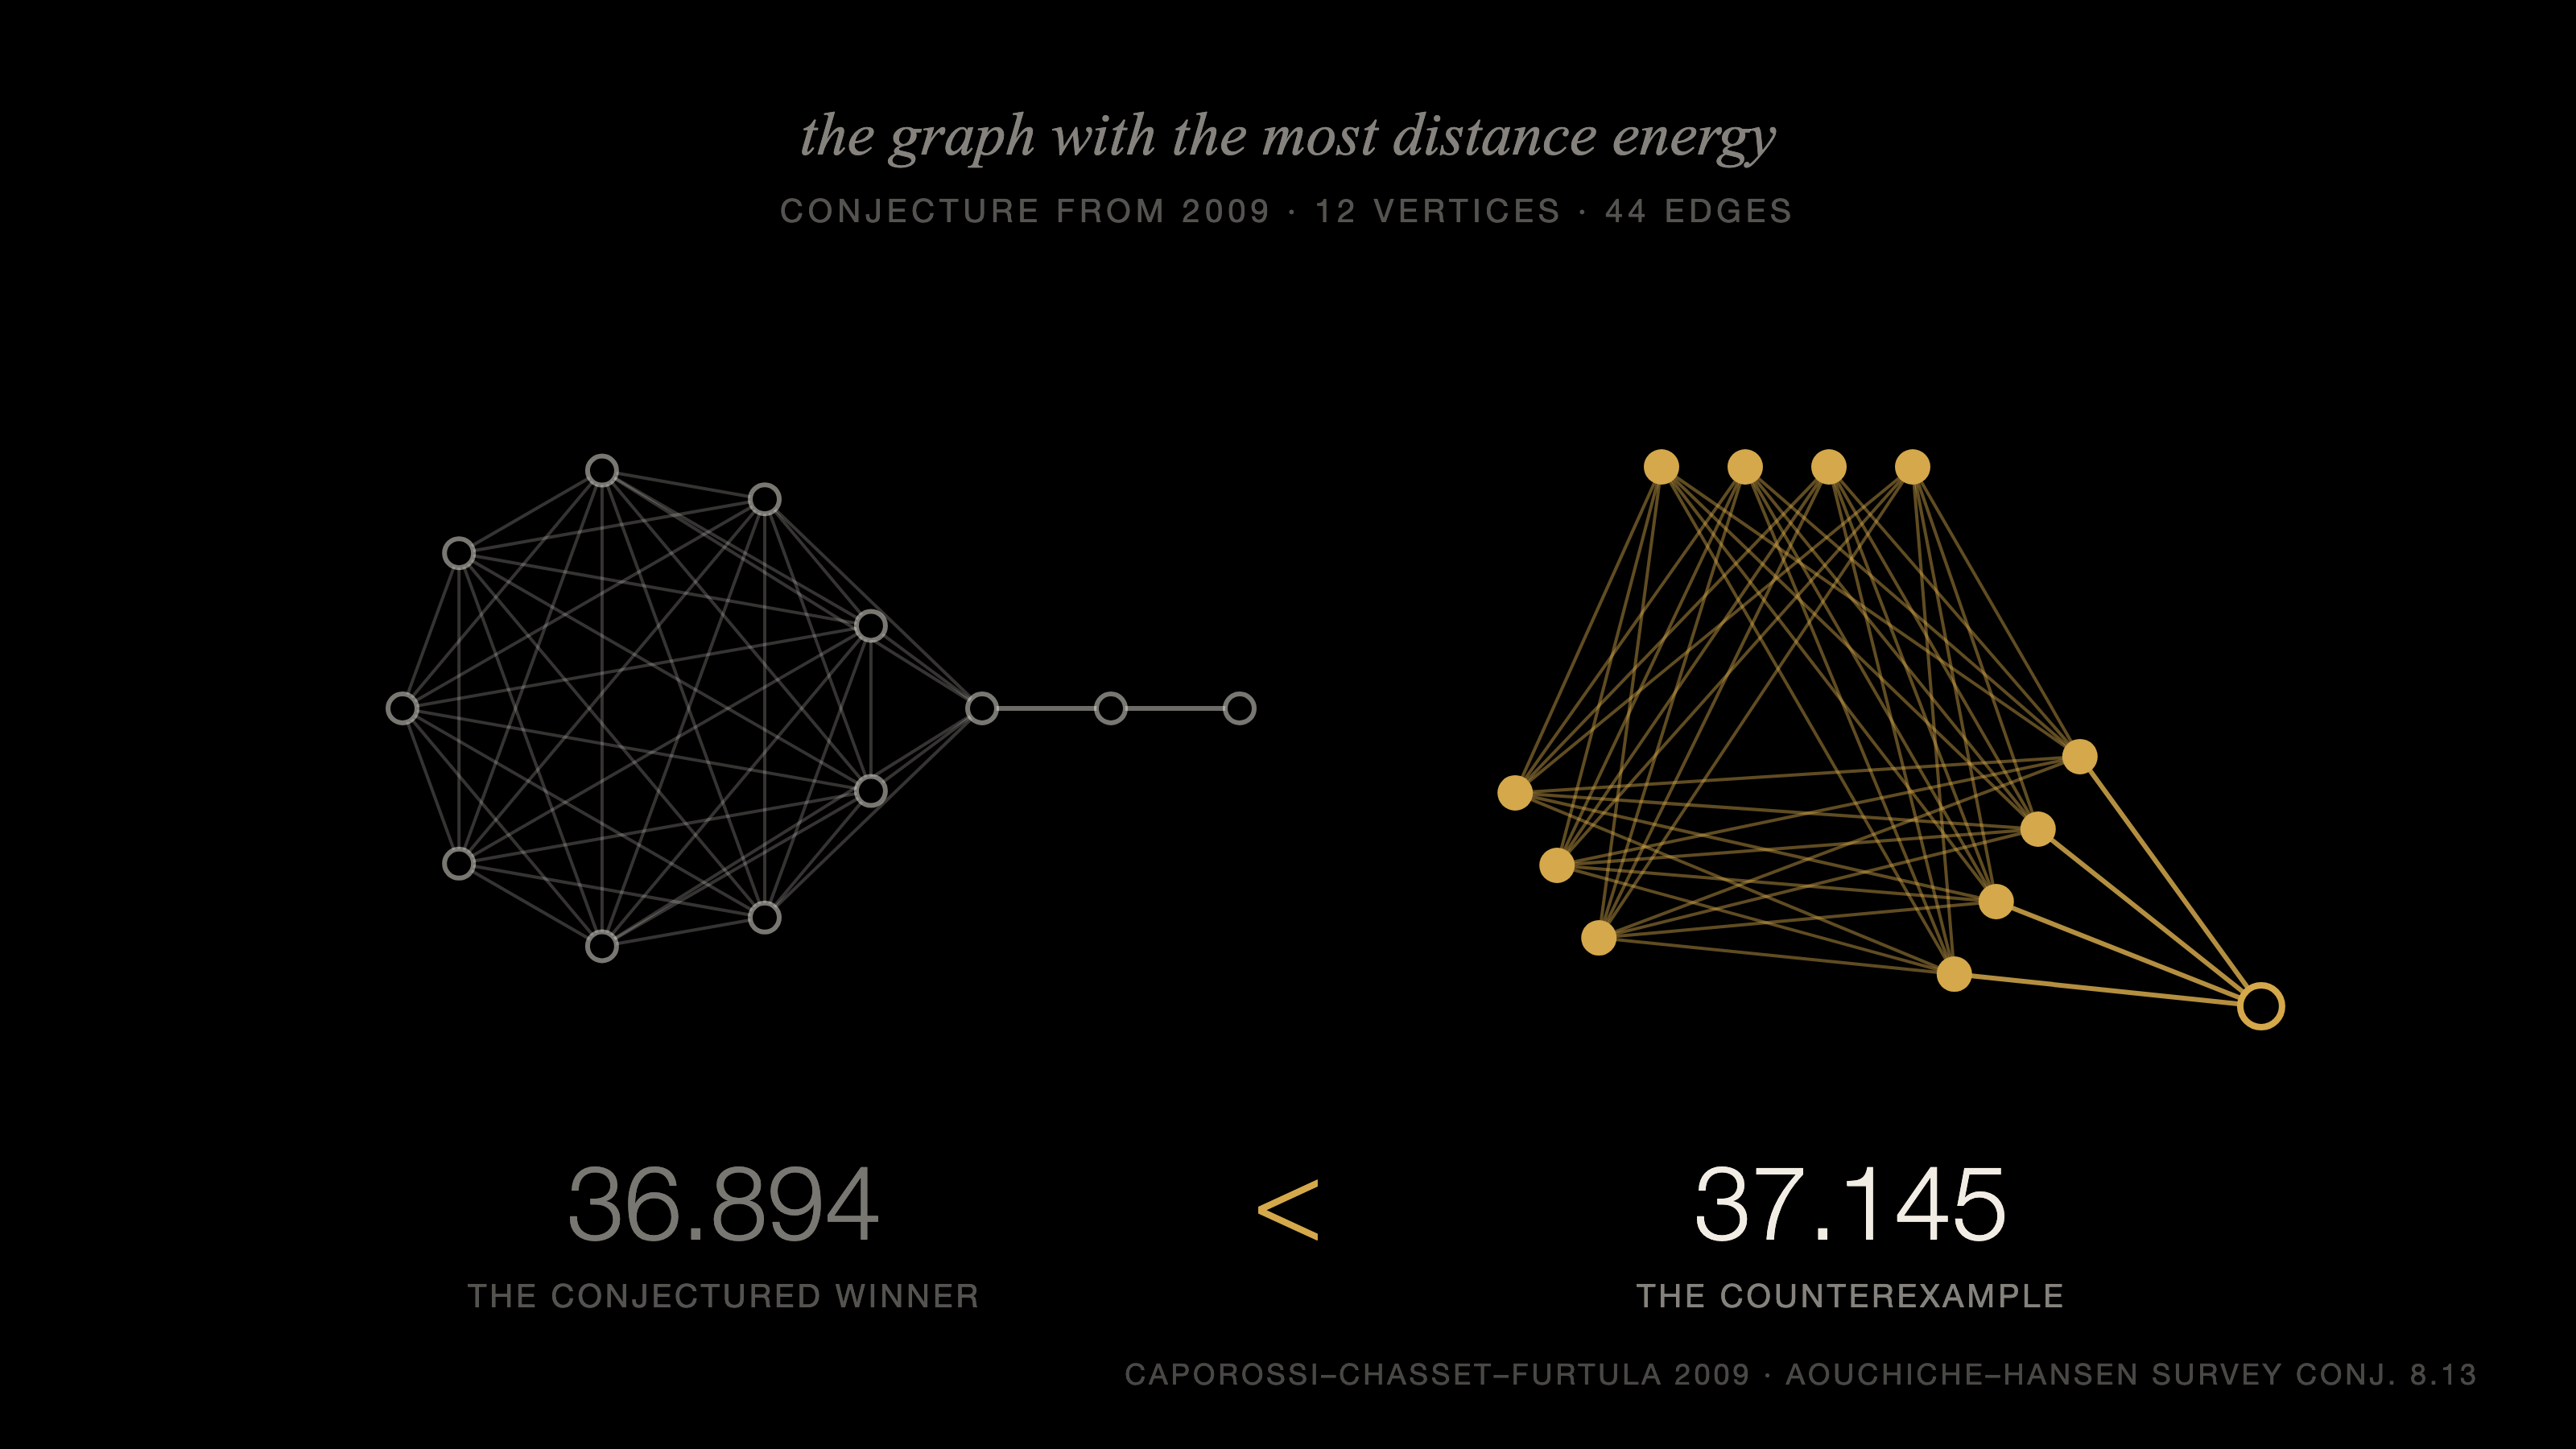 the graph with the most distance energy
CONJECTURE FROM 2009 · 12 VERTICES · 44 EDGES
36.894 < 37.145
THE CONJECTURED WINNER THE COUNTEREXAMPLE
CAPOROSSI–CHASSET–FURTULA 2009 · AOUCHICHE–HANSEN SURVEY CONJ. 8.13